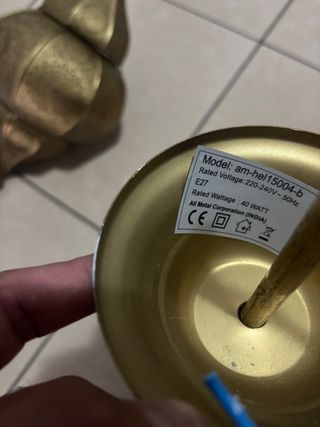 Model: am-hel15004-b
Rated Voltage:220-240V~ 50Hz
E27
Rated Wattage : 40 WATT
All Metal Corporation (INDIA)
CE